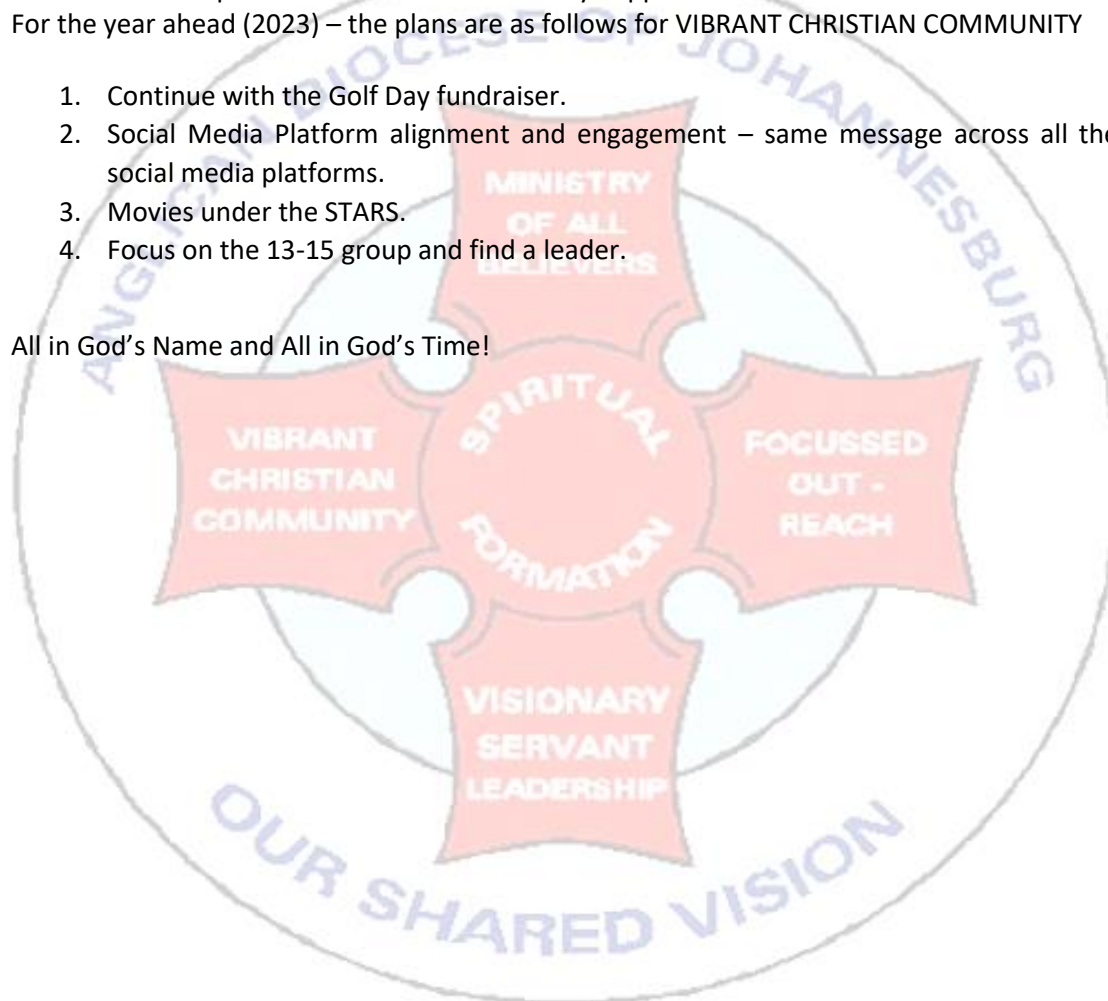 For the year ahead (2023) – the plans are as follows for VIBRANT CHRISTIAN COMMUNITY
1. Continue with the Golf Day fundraiser.
2. Social Media Platform alignment and engagement – same message across all the
social media platforms.
3. Movies under the STARS.
4. Focus on the 13-15 group and find a leader.
All in God's Name and All in God's Time!
ANGLICAN DIOCESE OF JOHANNESBURG
MINISTRY
OF ALL
BELIEVERS
VIBRANT
CHRISTIAN
COMMUNITY
SPIRITUAL
FORMATION
FOCUSSED
OUT -
REACH
VISIONARY
SERVANT
LEADERSHIP
OUR SHARED VISION